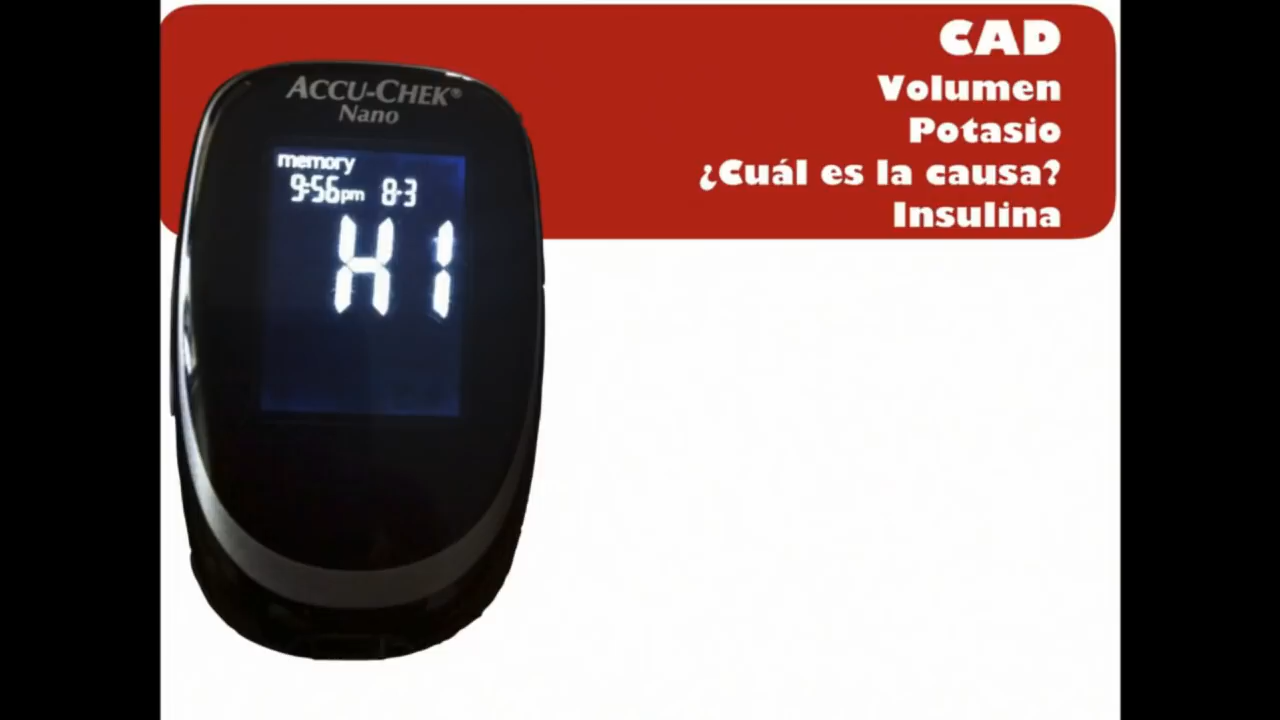 CAD
Volumen
Potasio
¿Cuál es la causa?
Insulina
ACCU-CHEK®
Nano
memory
9:56pm 8-3
HI